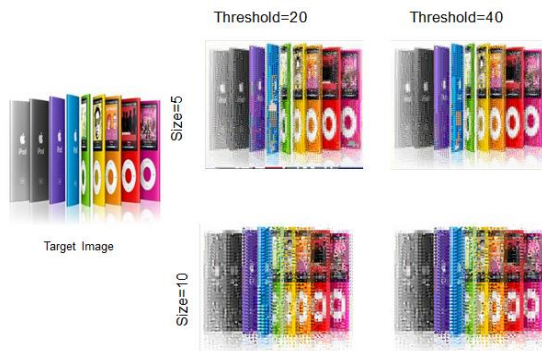 Threshold=20
Threshold=40
Size=5
Target Image
Size=10